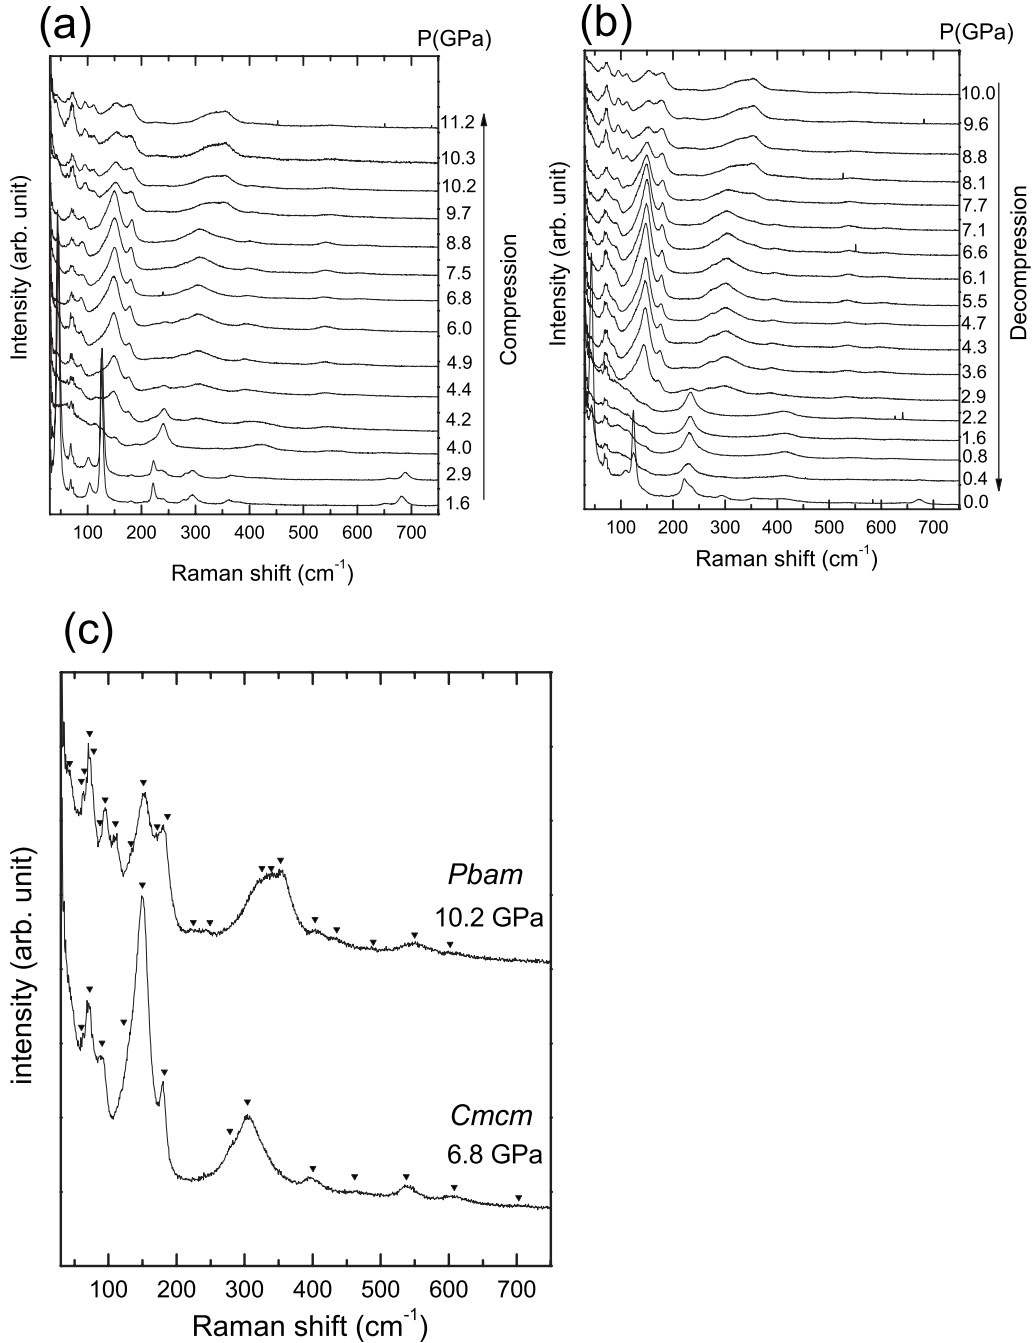 (a)
P(GPa)
11.2
10.3
10.2
9.7
8.8
7.5
6.8
6.0
4.9
4.4
4.2
4.0
2.9
1.6
Compression
Intensity (arb. unit)
100 200 300 400 500 600 700
Raman shift (cm-1)
(b)
P(GPa)
10.0
9.6
8.8
8.1
7.7
7.1
6.6
6.1
5.5
4.7
4.3
3.6
2.9
2.2
1.6
0.8
0.4
0.0
Decompression
Intensity (arb. unit)
100 200 300 400 500 600 700
Raman shift (cm-1)
(c)
Pbam
10.2 GPa
Cmcm
6.8 GPa
intensity (arb. unit)
100 200 300 400 500 600 700
Raman shift (cm-1)